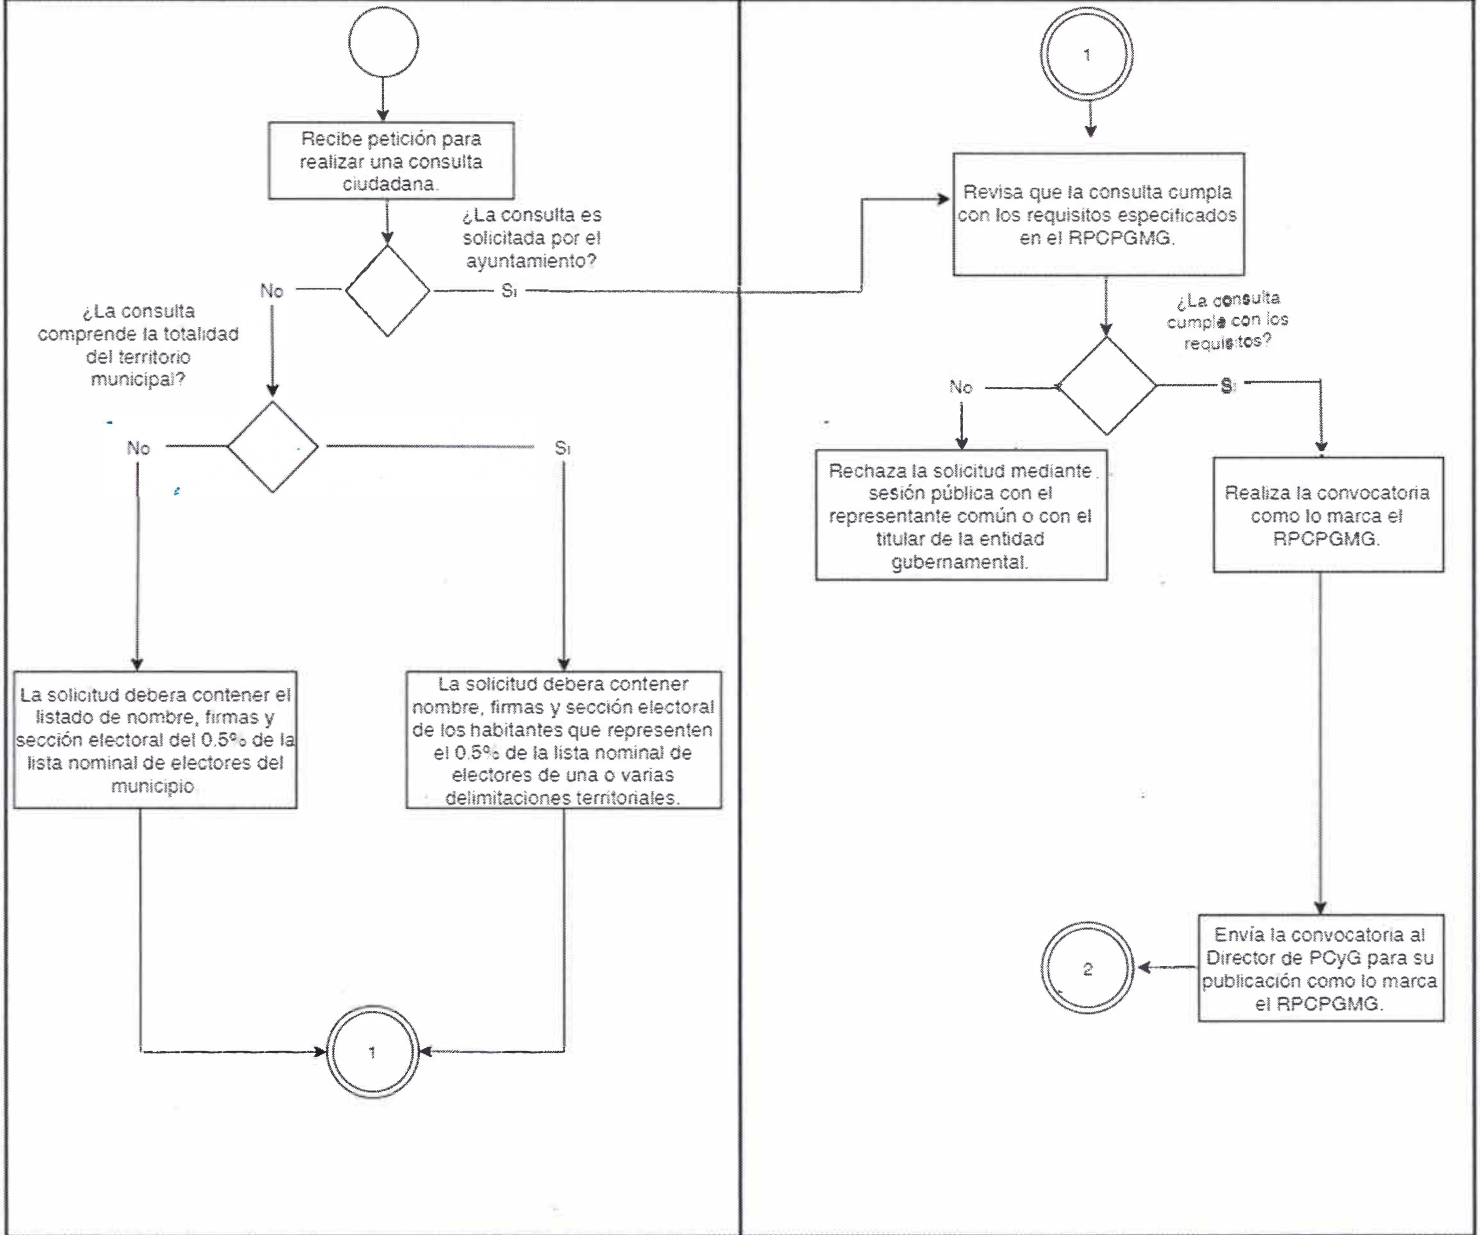 Recibe petición para
realizar una consulta
ciudadana.
¿La consulta es
solicitada por el
ayuntamiento?
No
Si
¿La consulta
comprende la totalidad
del territorio
municipal?
No
Si
La solicitud debera contener el
listado de nombre, firmas y
sección electoral del 0.5% de la
lista nominal de electores del
municipio
La solicitud debera contener
nombre, firmas y sección electoral
de los habitantes que representen
el 0.5% de la lista nominal de
electores de una o varias
delimitaciones territoriales.
1
1
Revisa que la consulta cumpla
con los requisitos especificados
en el RPCPGMG.
¿La consulta
cumple con los
requisitos?
No
Si
Rechaza la solicitud mediante
sesión pública con el
representante común o con el
titular de la entidad
gubernamental.
Realiza la convocatoria
como lo marca el
RPCPGMG.
Envía la convocatoria al
Director de PCyG para su
publicación como lo marca
el RPCPGMG.
2